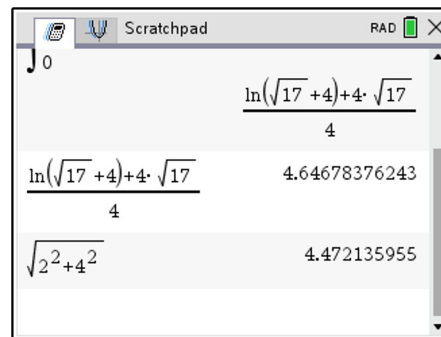 Scratchpad RAD
∫ 0
ln(√17 +4)+4· √17
4
ln(√17 +4)+4· √17 4.64678376243
4
√2²+4² 4.472135955